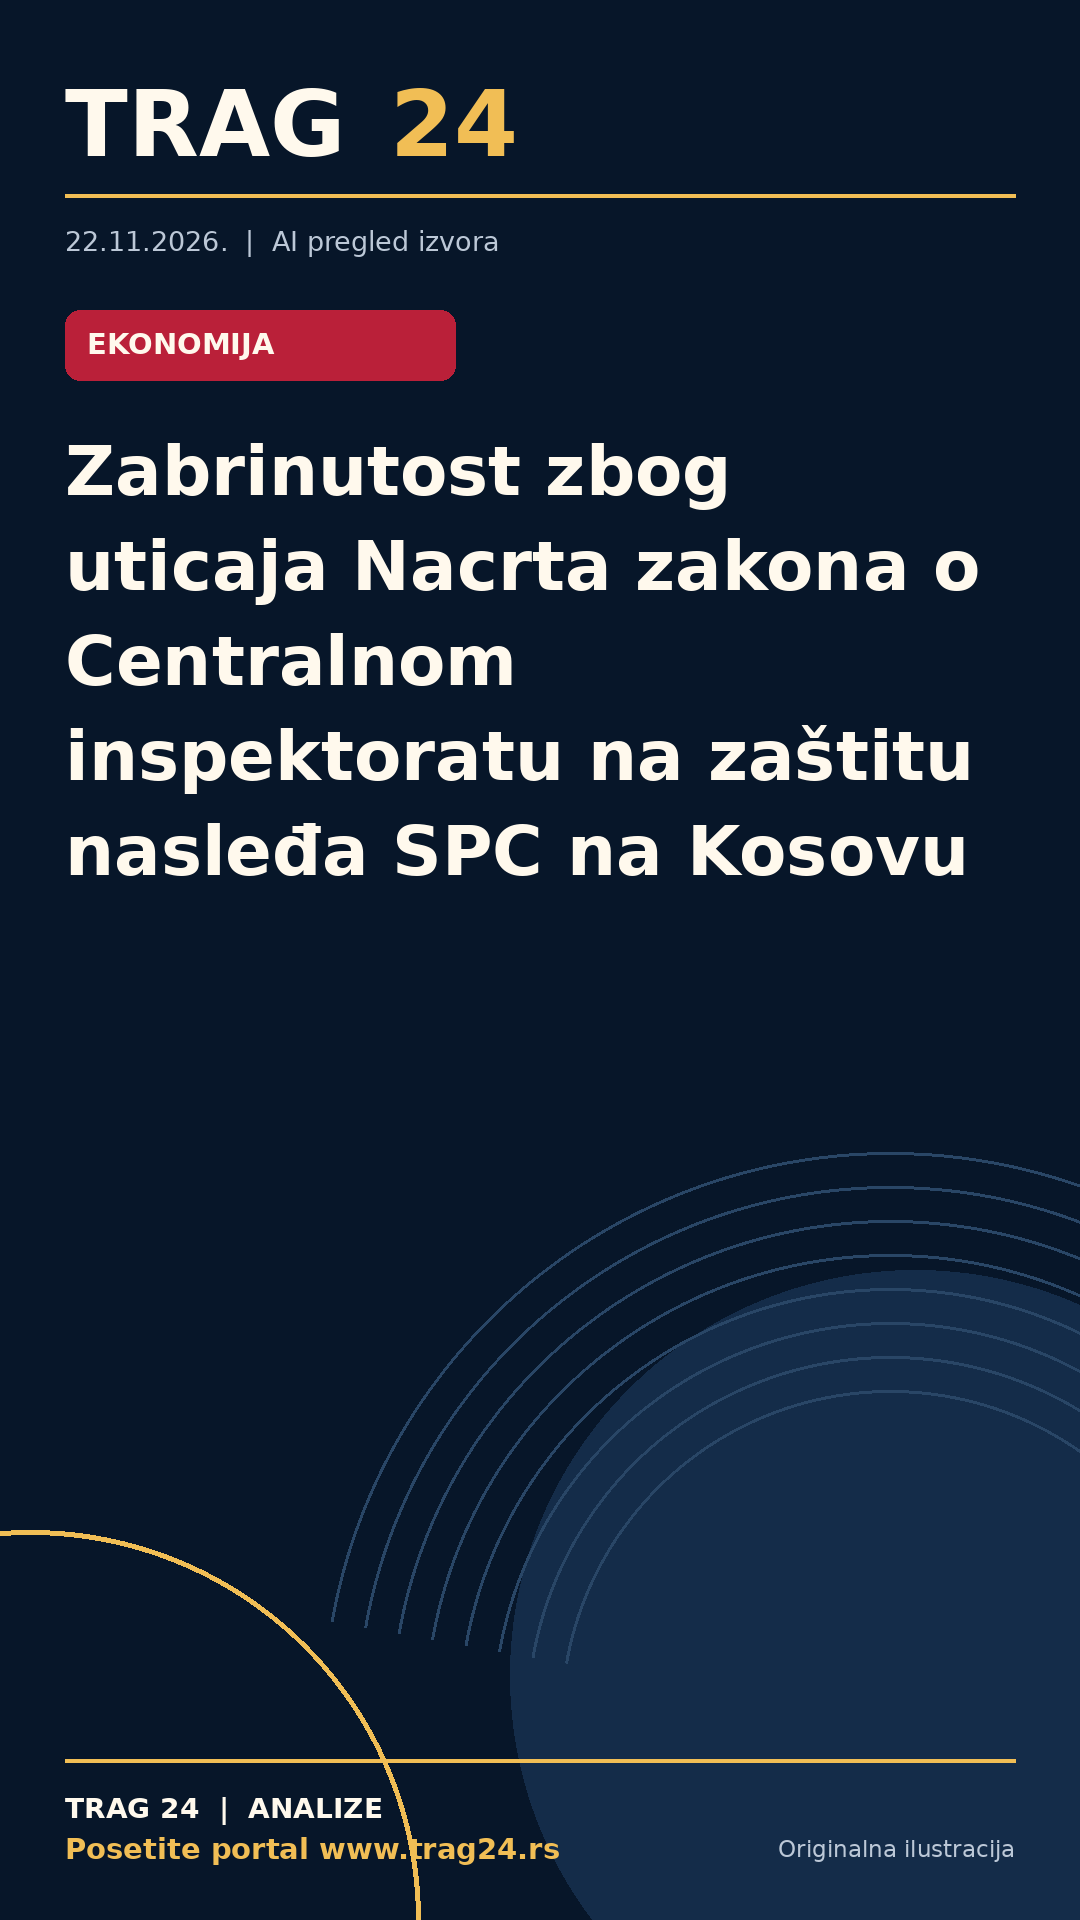 TRAG 24
22.11.2026. | AI pregled izvora
EKONOMIJA
Zabrinutost zbog
uticaja Nacrta zakona o
Centralnom
inspektoratu na zaštitu
nasleđa SPC na Kosovu
TRAG 24 | ANALIZE
Posetite portal www.trag24.rs
Originalna ilustracija